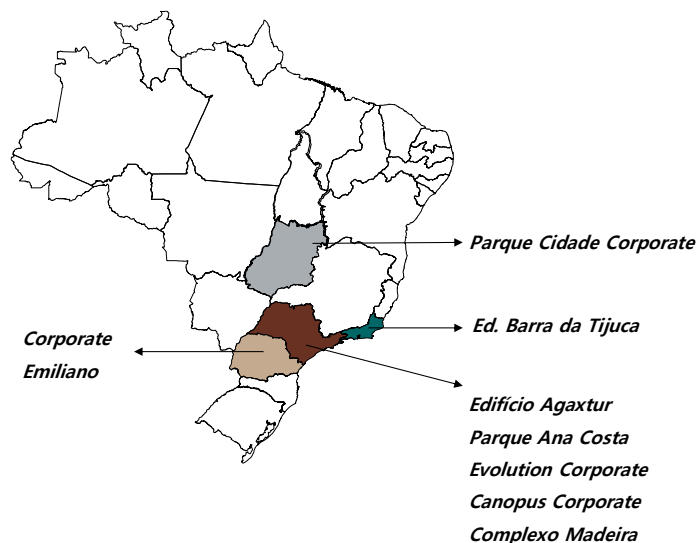 Parque Cidade Corporate
Ed. Barra da Tijuca
Corporate
Emiliano
Edifício Agaxtur
Parque Ana Costa
Evolution Corporate
Canopus Corporate
Complexo Madeira